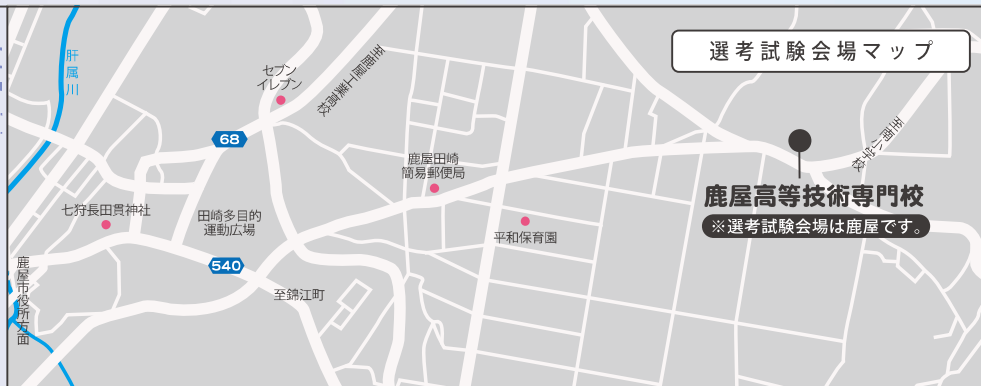 選考試験会場マップ
肝属川
セブン
イレブン
至鹿屋工業高校
68
鹿屋田崎
簡易郵便局
至南小学校
鹿屋高等技術専門校
※選考試験会場は鹿屋です。
七狩長田貫神社
田崎多目的
運動広場
平和保育園
540
至錦江町
鹿屋市役所方面